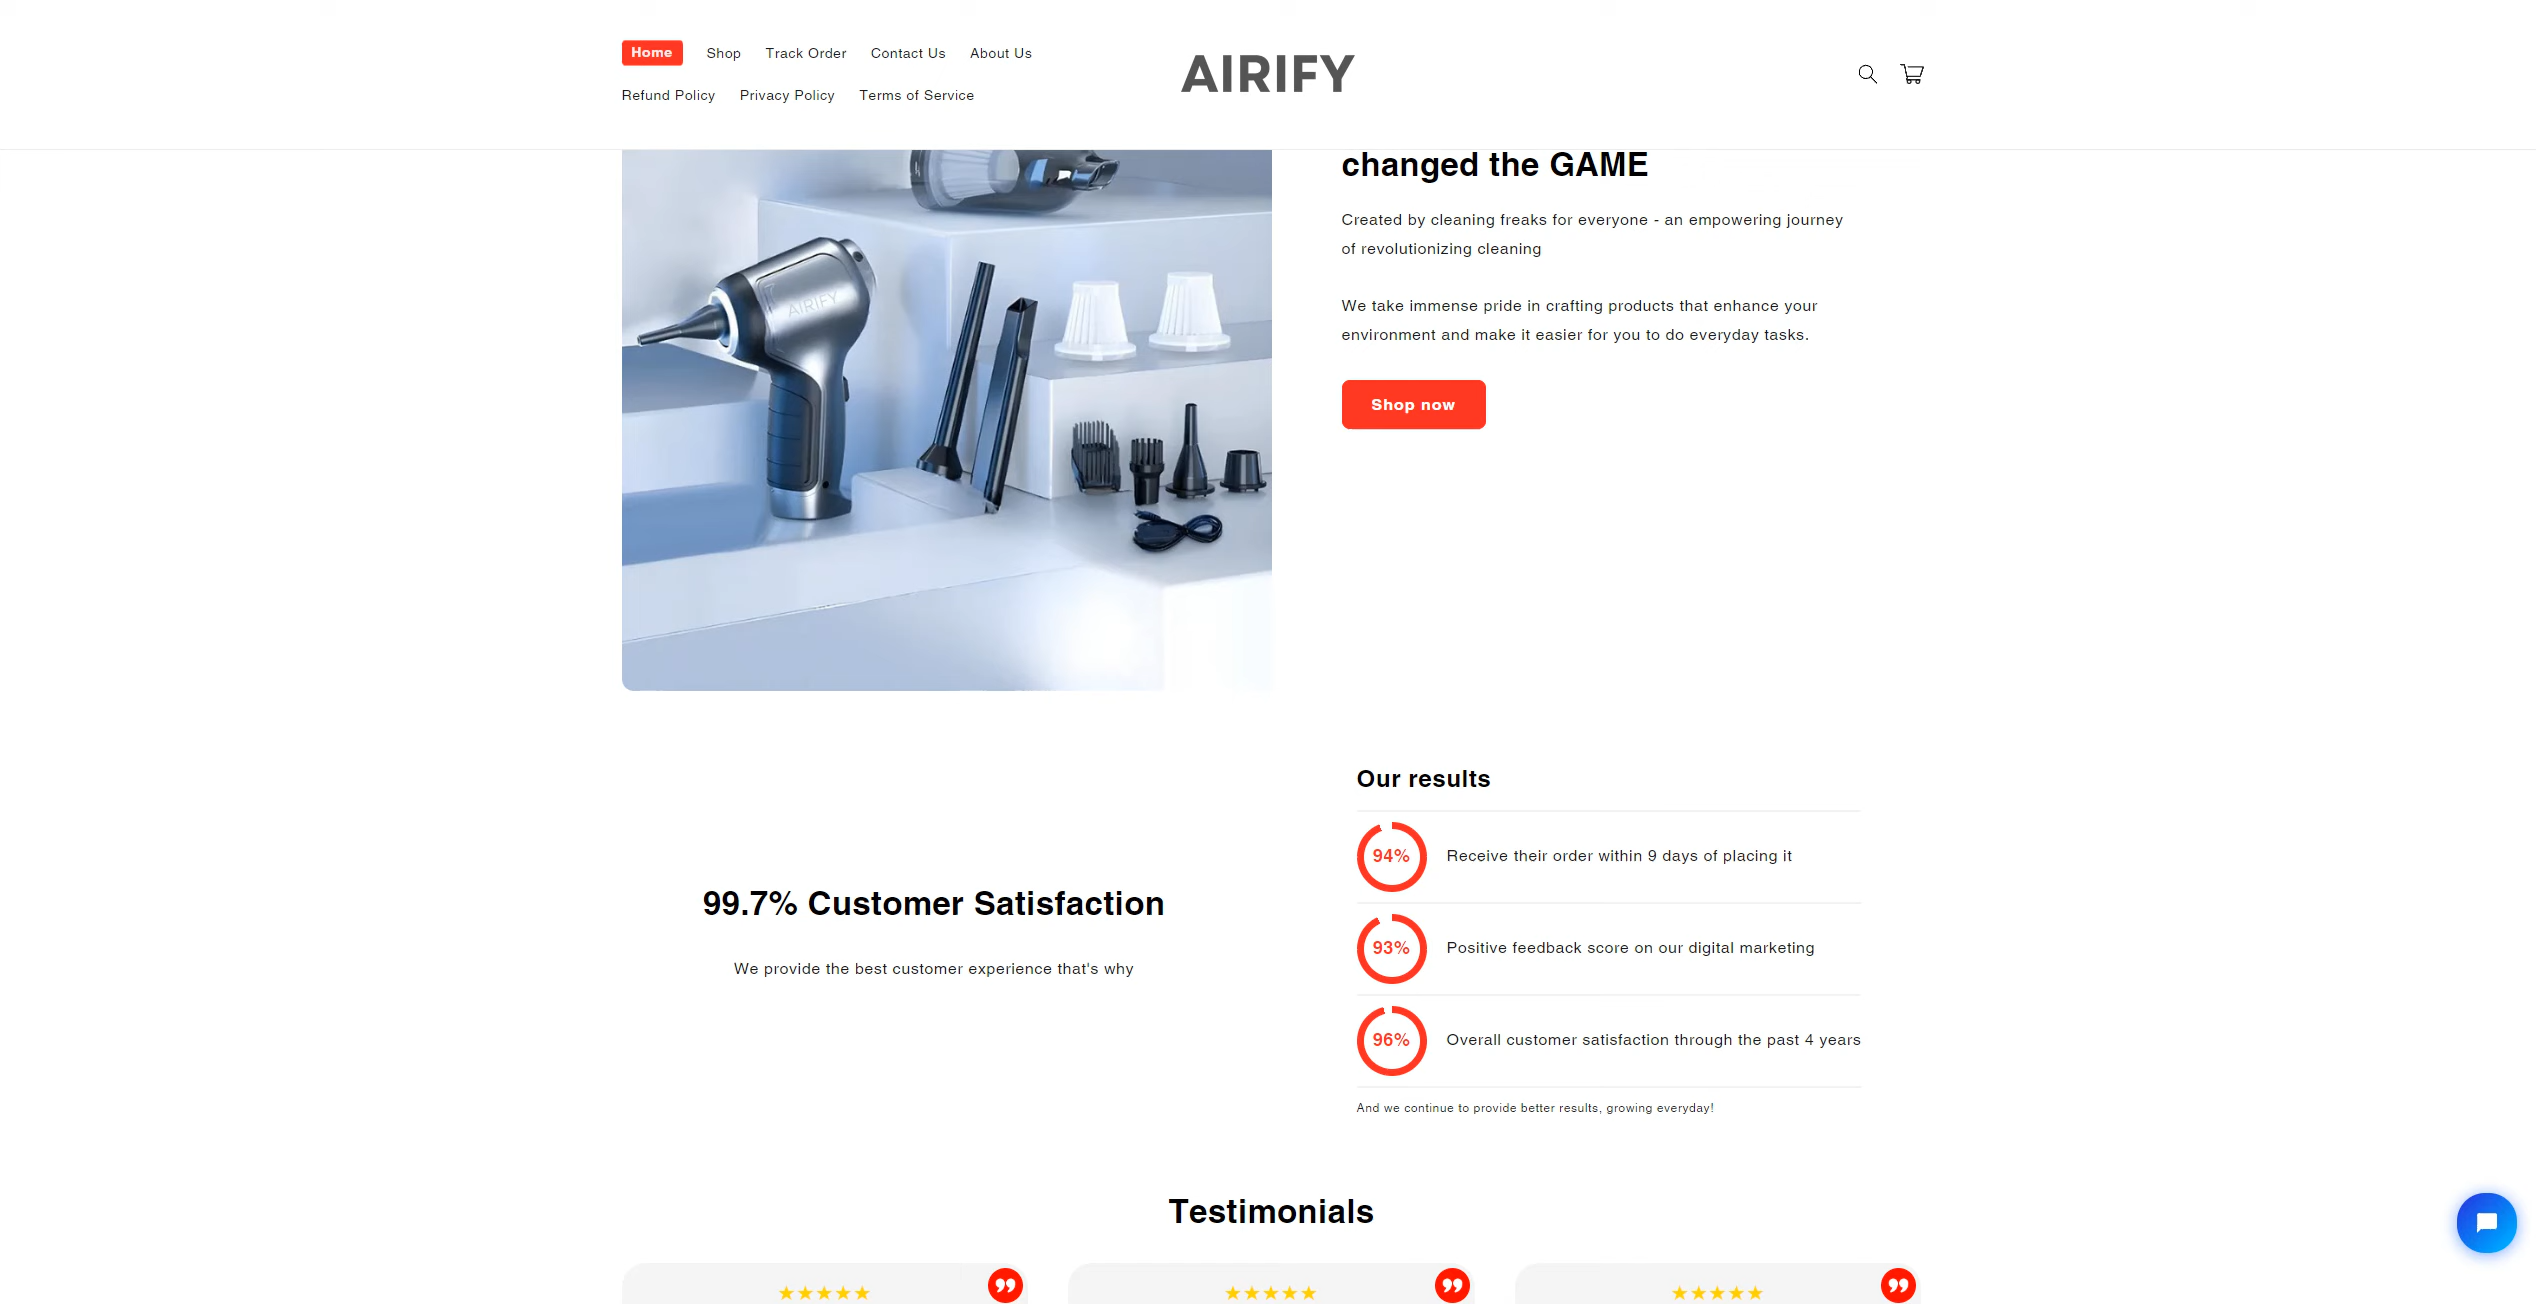 Home Shop Track Order Contact Us About Us
Refund Policy Privacy Policy Terms of Service
AIRIFY
changed the GAME
Created by cleaning freaks for everyone - an empowering journey
of revolutionizing cleaning
We take immense pride in crafting products that enhance your
environment and make it easier for you to do everyday tasks.
Shop now
AIRIFY
99.7% Customer Satisfaction
We provide the best customer experience that's why
Our results
94% Receive their order within 9 days of placing it
93% Positive feedback score on our digital marketing
96% Overall customer satisfaction through the past 4 years
And we continue to provide better results, growing everyday!
Testimonials